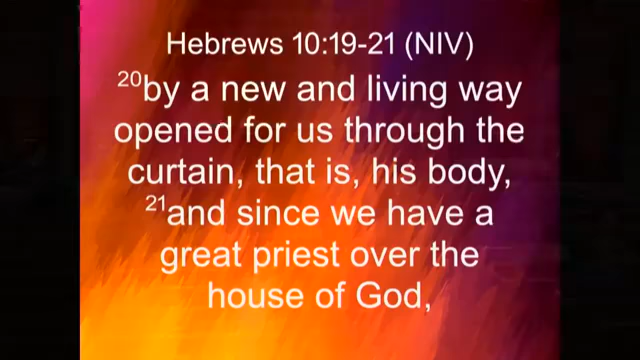 Hebrews 10:19-21 (NIV)
20by a new and living way
opened for us through the
curtain, that is, his body,
21and since we have a
great priest over the
house of God,